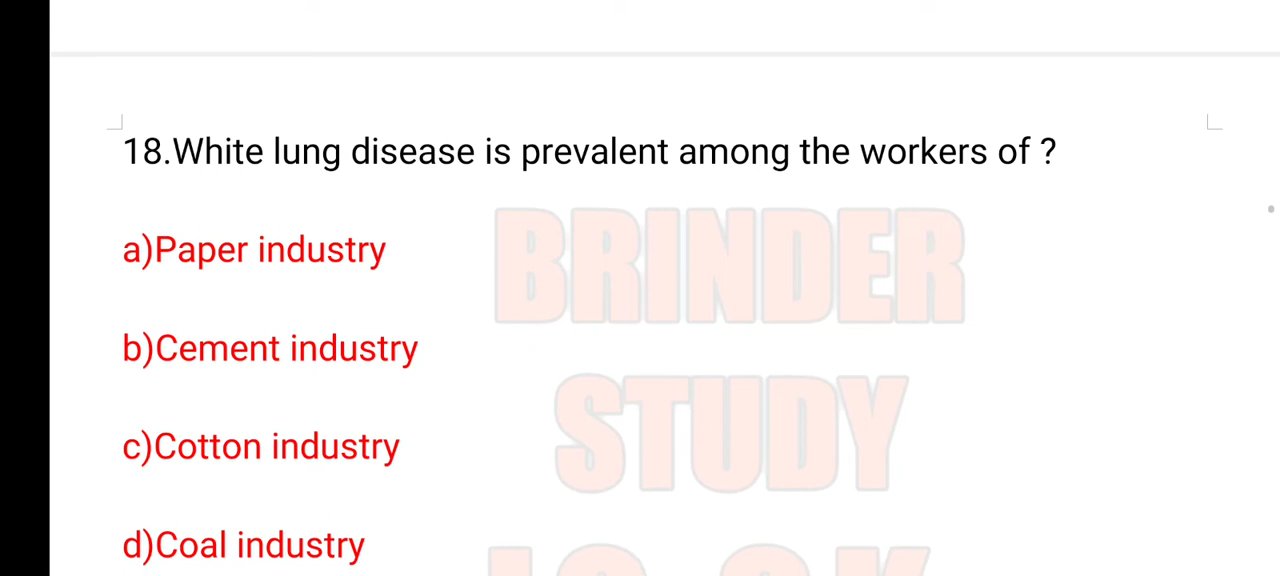 18.White lung disease is prevalent among the workers of ?
a)Paper industry
BRINDER
b)Cement industry
STUDY
c)Cotton industry
d)Coal industry